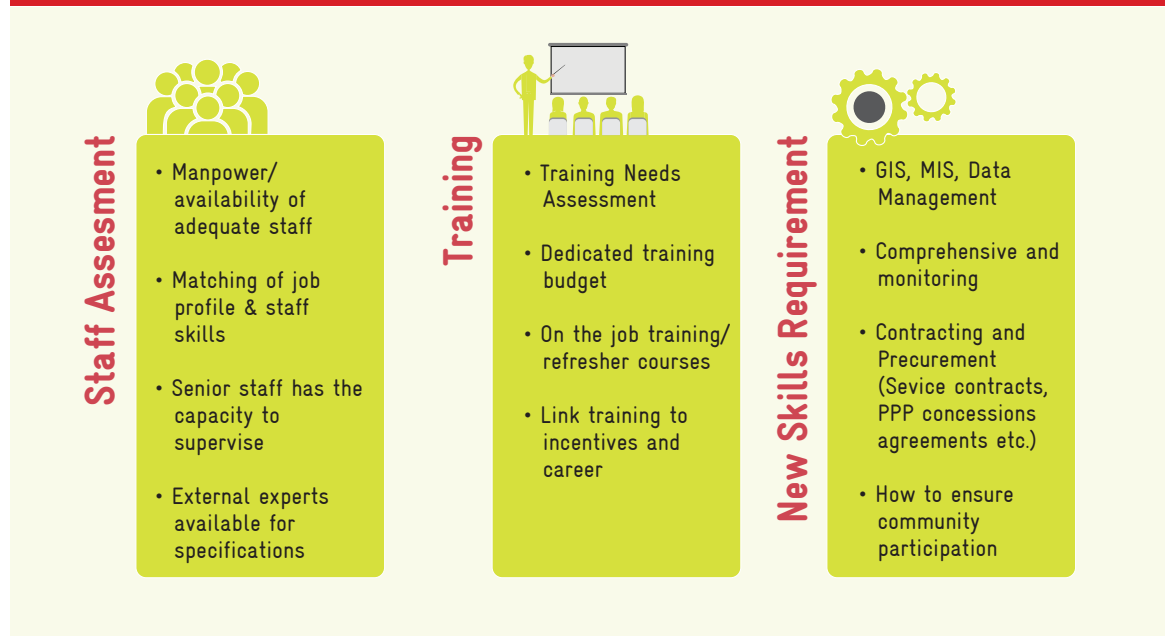 Staff Assesment
• Manpower/
availability of
adequate staff
• Matching of job
profile & staff
skills
• Senior staff has the
capacity to
supervise
• External experts
available for
specifications
Training
• Training Needs
Assessment
• Dedicated training
budget
• On the job training/
refresher courses
• Link training to
incentives and
career
New Skills Requirement
• GIS, MIS, Data
Management
• Comprehensive and
monitoring
• Contracting and
Procurement
(Sevice contracts,
PPP concessions
agreements etc.)
• How to ensure
community
participation